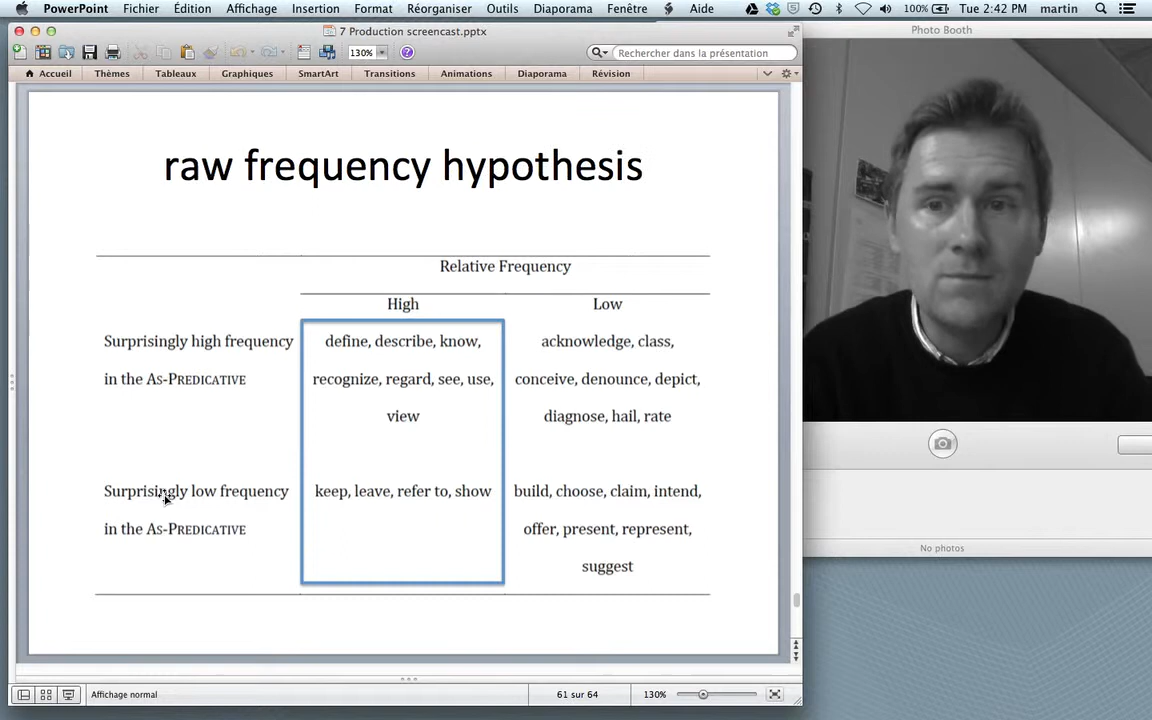 PowerPoint Fichier Édition Affichage Insertion Format Réorganiser Outils Diaporama Fenêtre Aide 100% Tue 2:42 PM martin
7 Production screencast.pptx
Photo Booth
130% Rechercher dans la présentation
Accueil Thèmes Tableaux Graphiques SmartArt Transitions Animations Diaporama Révision
raw frequency hypothesis
Relative Frequency
High Low
Surprisingly high frequency define, describe, know, acknowledge, class,
in the AS-PREDICATIVE recognize, regard, see, use, conceive, denounce, depict,
view diagnose, hail, rate
Surprisingly low frequency keep, leave, refer to, show build, choose, claim, intend,
in the AS-PREDICATIVE offer, present, represent,
suggest
No photos
Affichage normal 61 sur 64 130%